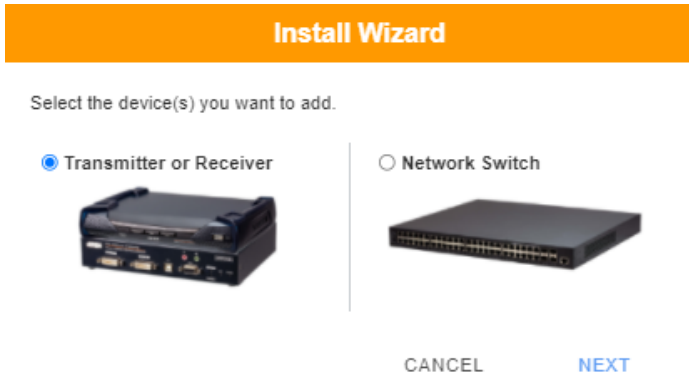 Install Wizard
Select the device(s) you want to add.
Transmitter or Receiver
Network Switch
CANCEL
NEXT